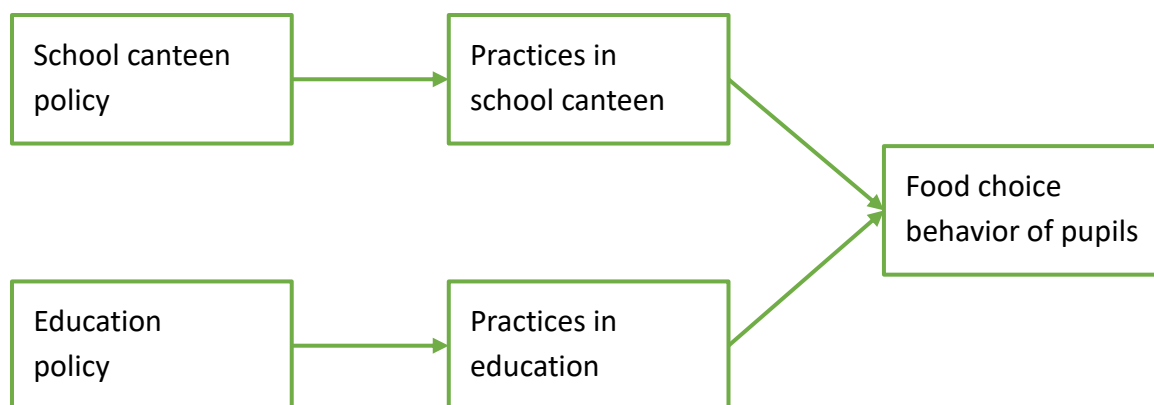 School canteen
policy
Practices in
school canteen
Food choice
behavior of pupils
Education
policy
Practices in
education